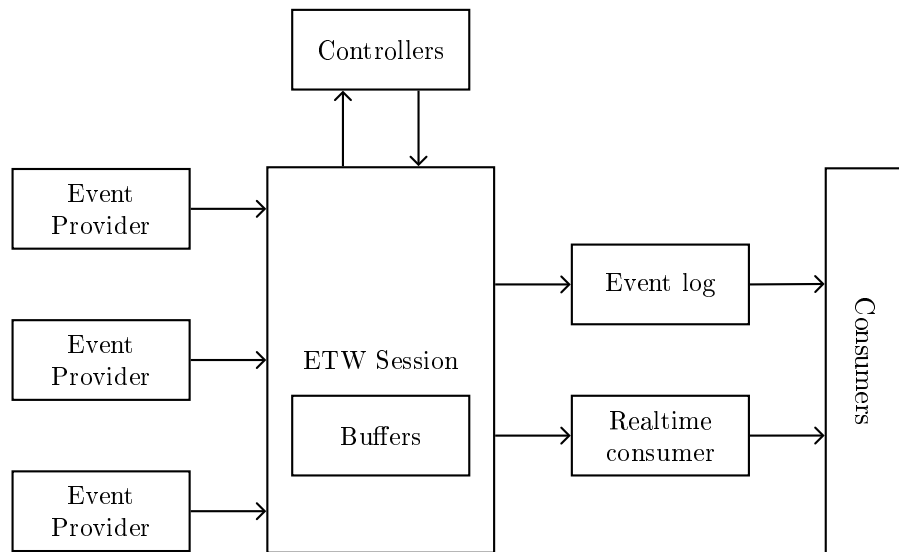 Controllers
Event
Provider
Event
Provider
Event
Provider
ETW Session
Buffers
Event log
Realtime
consumer
Consumers